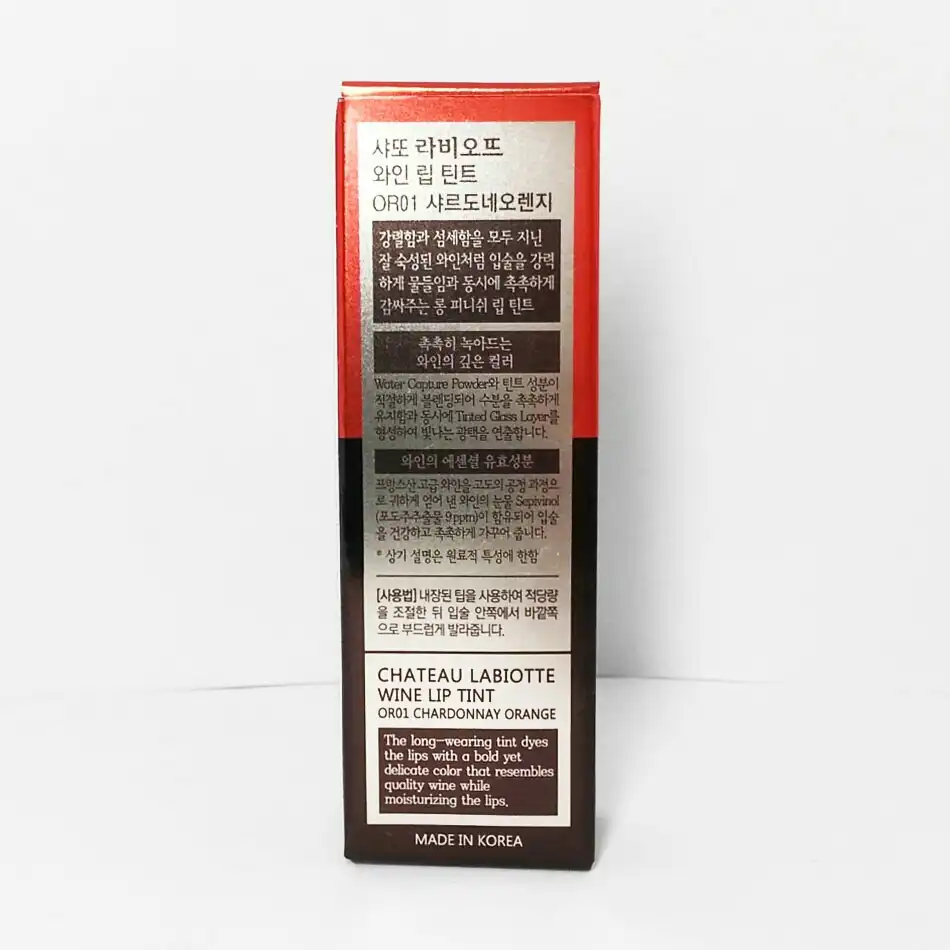 샤또 라비오뜨
와인 립 틴트
OR01 샤르도네오렌지
강렬함과 섬세함을 모두 지닌
잘 숙성된 와인처럼 입술을 강력
하게 물들임과 동시에 촉촉하게
감싸주는 롱 피니쉬 립 틴트
촉촉히 녹아드는
와인의 깊은 컬러
Water Capture Powder와 틴트 성분이
적절하게 블렌딩되어 수분을 촉촉하게
유지함과 동시에 Tinted Glass Layer를
형성하여 빛나는 광택을 연출합니다.
와인의 에센셜 유효성분
프랑스산 고급 와인을 고도의 공정 과정으
로 귀하게 얻어 낸 와인의 눈물 Sepivinol
(포도주추출물 9ppm)이 함유되어 입술
을 건강하고 촉촉하게 가꾸어 줍니다.
* 상기 설명은 원료적 특성에 한함
[사용법] 내장된 팁을 사용하여 적당량
을 조절한 뒤 입술 안쪽에서 바깥쪽
으로 부드럽게 발라줍니다.
CHATEAU LABIOTTE
WINE LIP TINT
OR01 CHARDONNAY ORANGE
The long-wearing tint dyes
the lips with a bold yet
delicate color that resembles
quality wine while
moisturizing the lips.
MADE IN KOREA